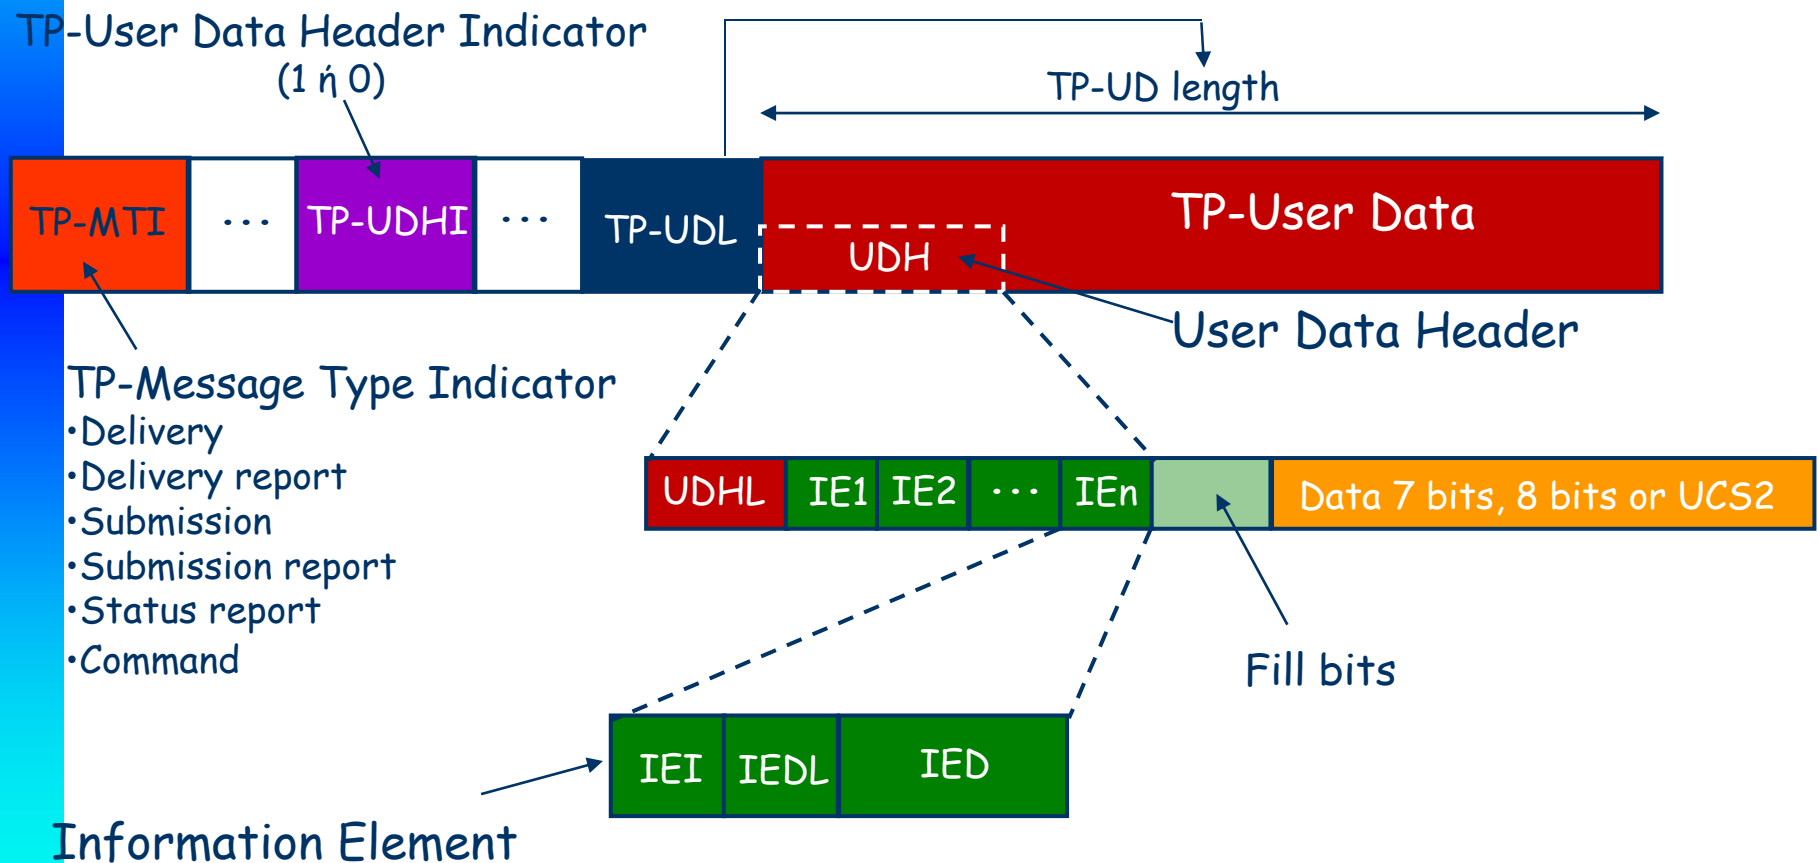 TP-User Data Header Indicator
(1 ή 0)
TP-UD length
TP-MTI
...
TP-UDHI
...
TP-UDL
TP-User Data
UDH
User Data Header
TP-Message Type Indicator
•Delivery
•Delivery report
•Submission
•Submission report
•Status report
•Command
UDHL
IE1
IE2
...
IEn
Data 7 bits, 8 bits or UCS2
Fill bits
IEI
IEDL
IED
Information Element